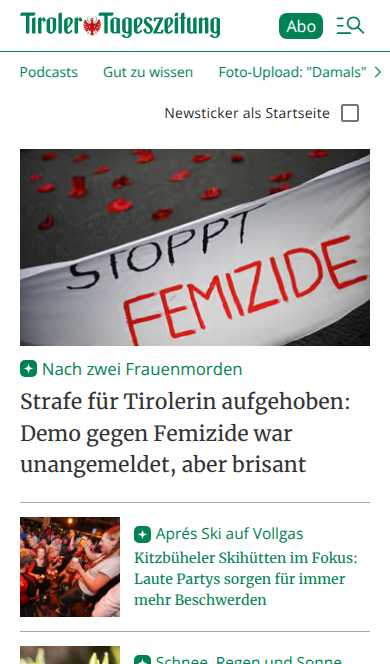 Tiroler Tageszeitung
Abo
Podcasts Gut zu wissen Foto-Upload: "Damals"
Newsticker als Startseite
STOPPT
FEMIZIDE
Nach zwei Frauenmorden
Strafe für Tirolerin aufgehoben:
Demo gegen Femizide war
unangemeldet, aber brisant
Aprés Ski auf Vollgas
Kitzbüheler Skihütten im Fokus:
Laute Partys sorgen für immer
mehr Beschwerden
Schnee, Regen und Sonne